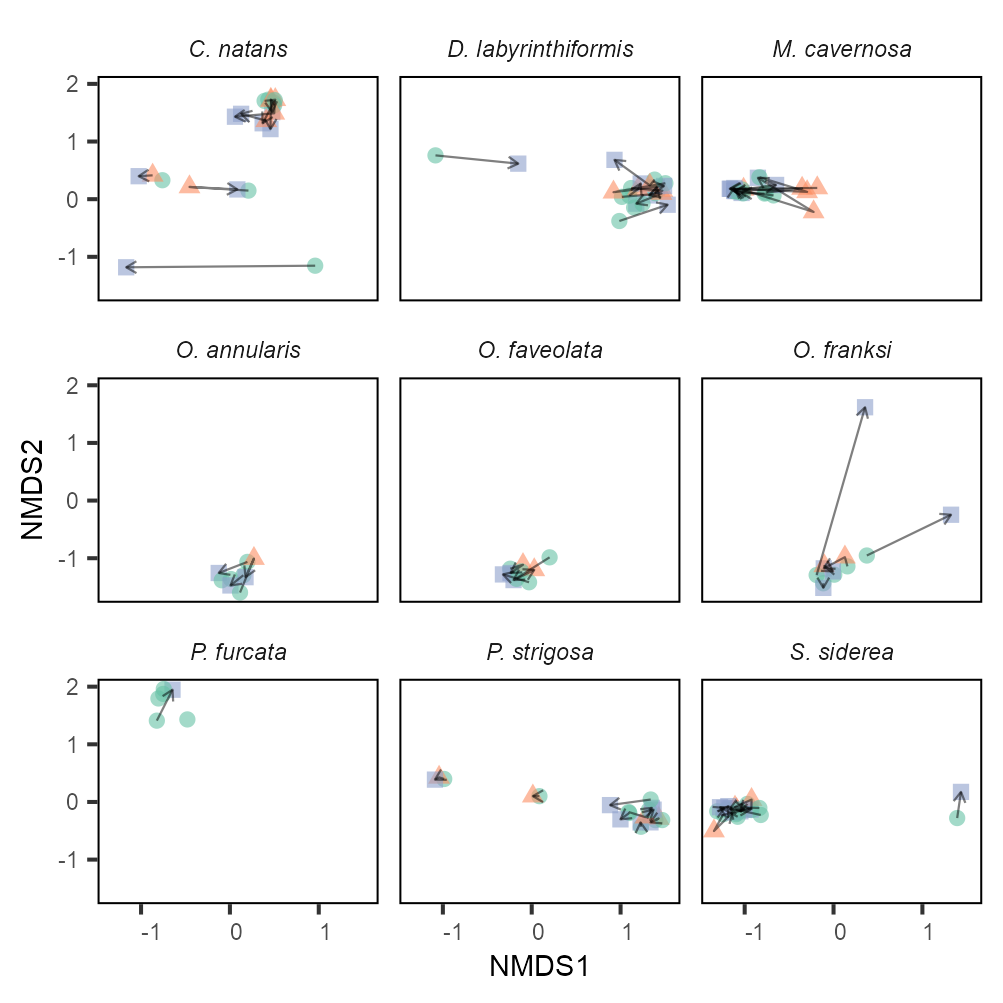 C. natans D. labyrinthiformis M. cavernosa
2
1
0
-1
O. annularis O. faveolata O. franksi
2
1
0
-1
NMDS2
P. furcata P. strigosa S. siderea
2
1
0
-1
-1 0 1 -1 0 1 -1 0 1
NMDS1